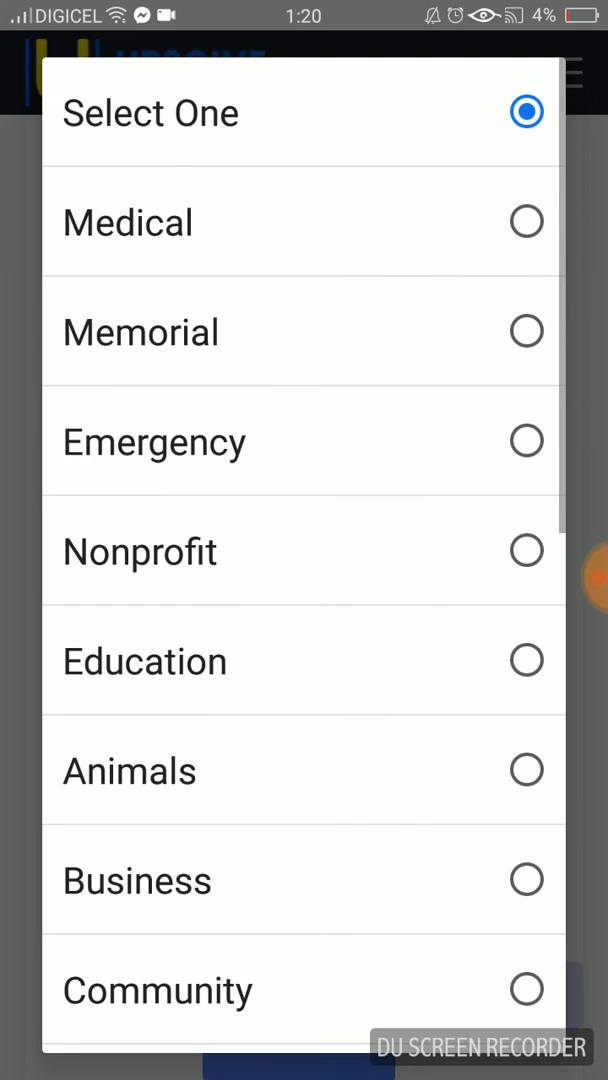 DIGICEL 1:20 4%
Select One
Medical
Memorial
Emergency
Nonprofit
Education
Animals
Business
Community
DU SCREEN RECORDER